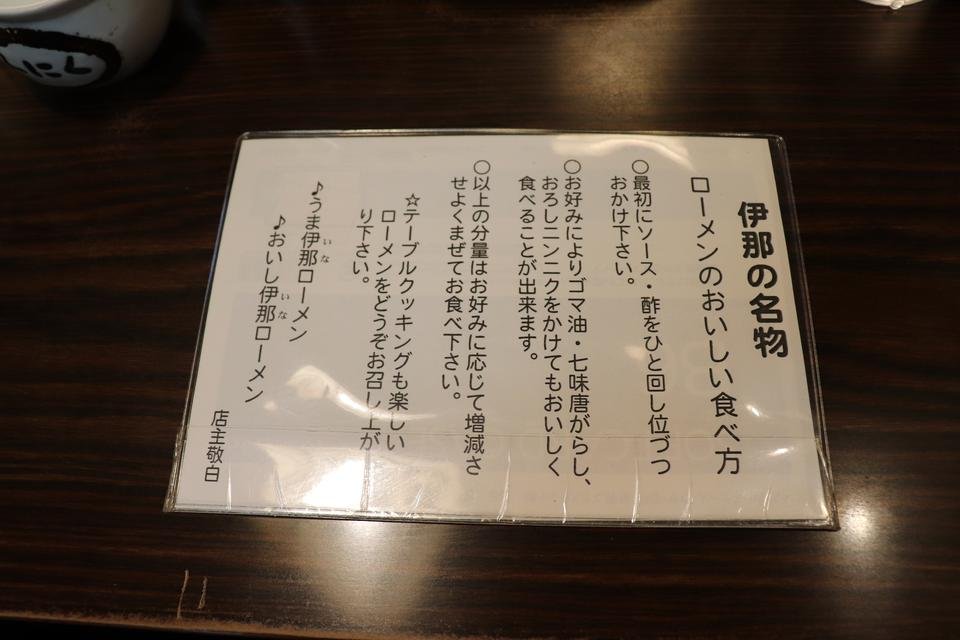 伊那の名物
ローメンのおいしい食べ方
○最初にソース・酢をひと回し位づつ
おかけ下さい。
○お好みによりゴマ油・七味唐がらし、
おろしニンニクをかけてもおいしく
食べることが出来ます。
○以上の分量はお好みに応じて増減さ
せよくまぜてお食べ下さい。
☆テーブルクッキングも楽しい
ローメンをどうぞお召し上が
り下さい。
♪うま伊那ローメン
いな
♪おいし伊那ローメン
いな
店主敬白